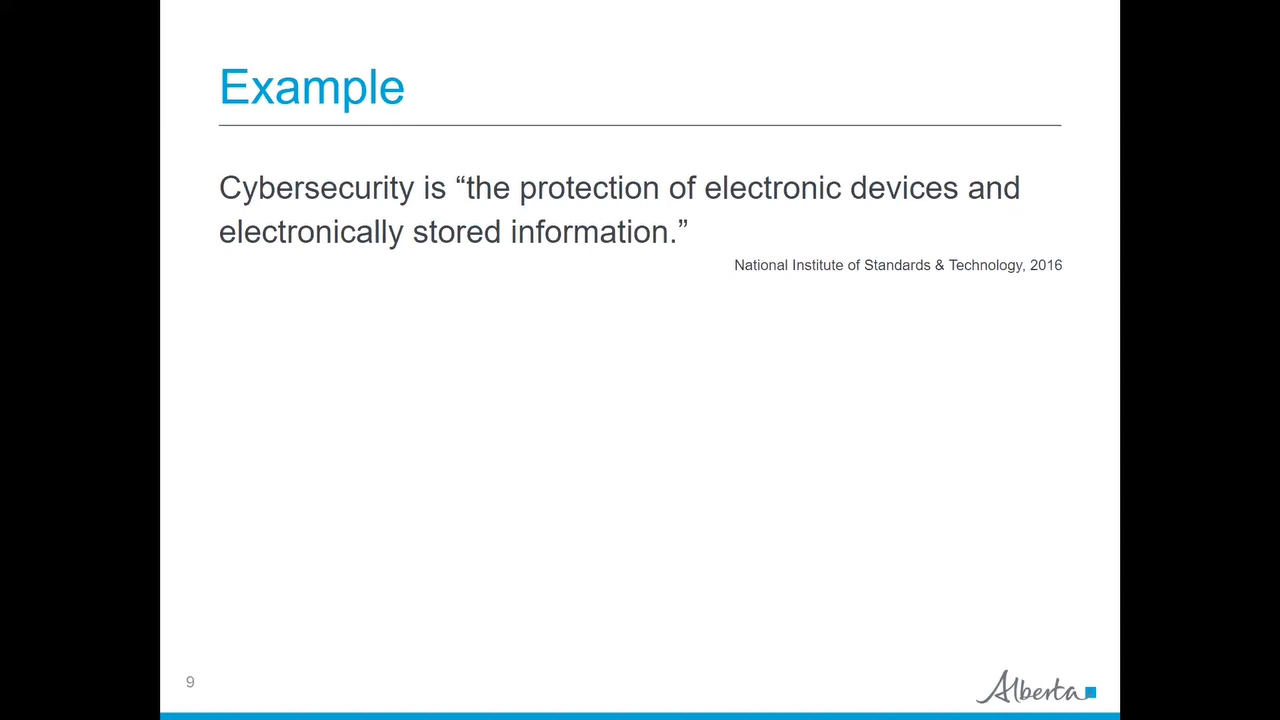 Example
Cybersecurity is “the protection of electronic devices and
electronically stored information.”
National Institute of Standards & Technology, 2016
9
Alberta